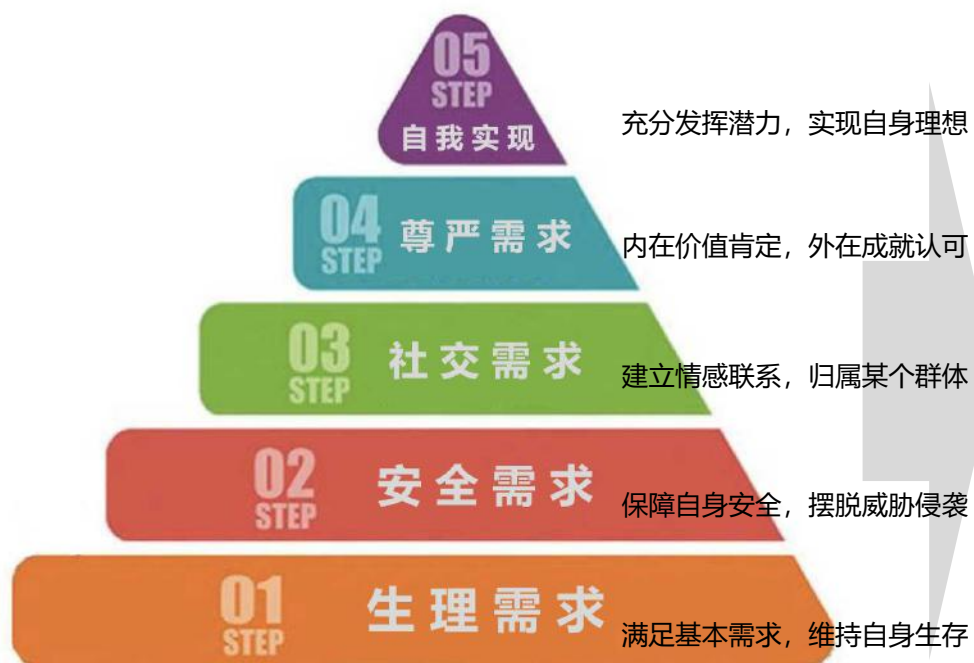 05
STEP
自我实现
充分发挥潜力，实现自身理想
04
STEP
尊严需求
内在价值肯定，外在成就认可
03
STEP
社交需求
建立情感联系，归属某个群体
02
STEP
安全需求
保障自身安全，摆脱威胁侵袭
01
STEP
生理需求
满足基本需求，维持自身生存